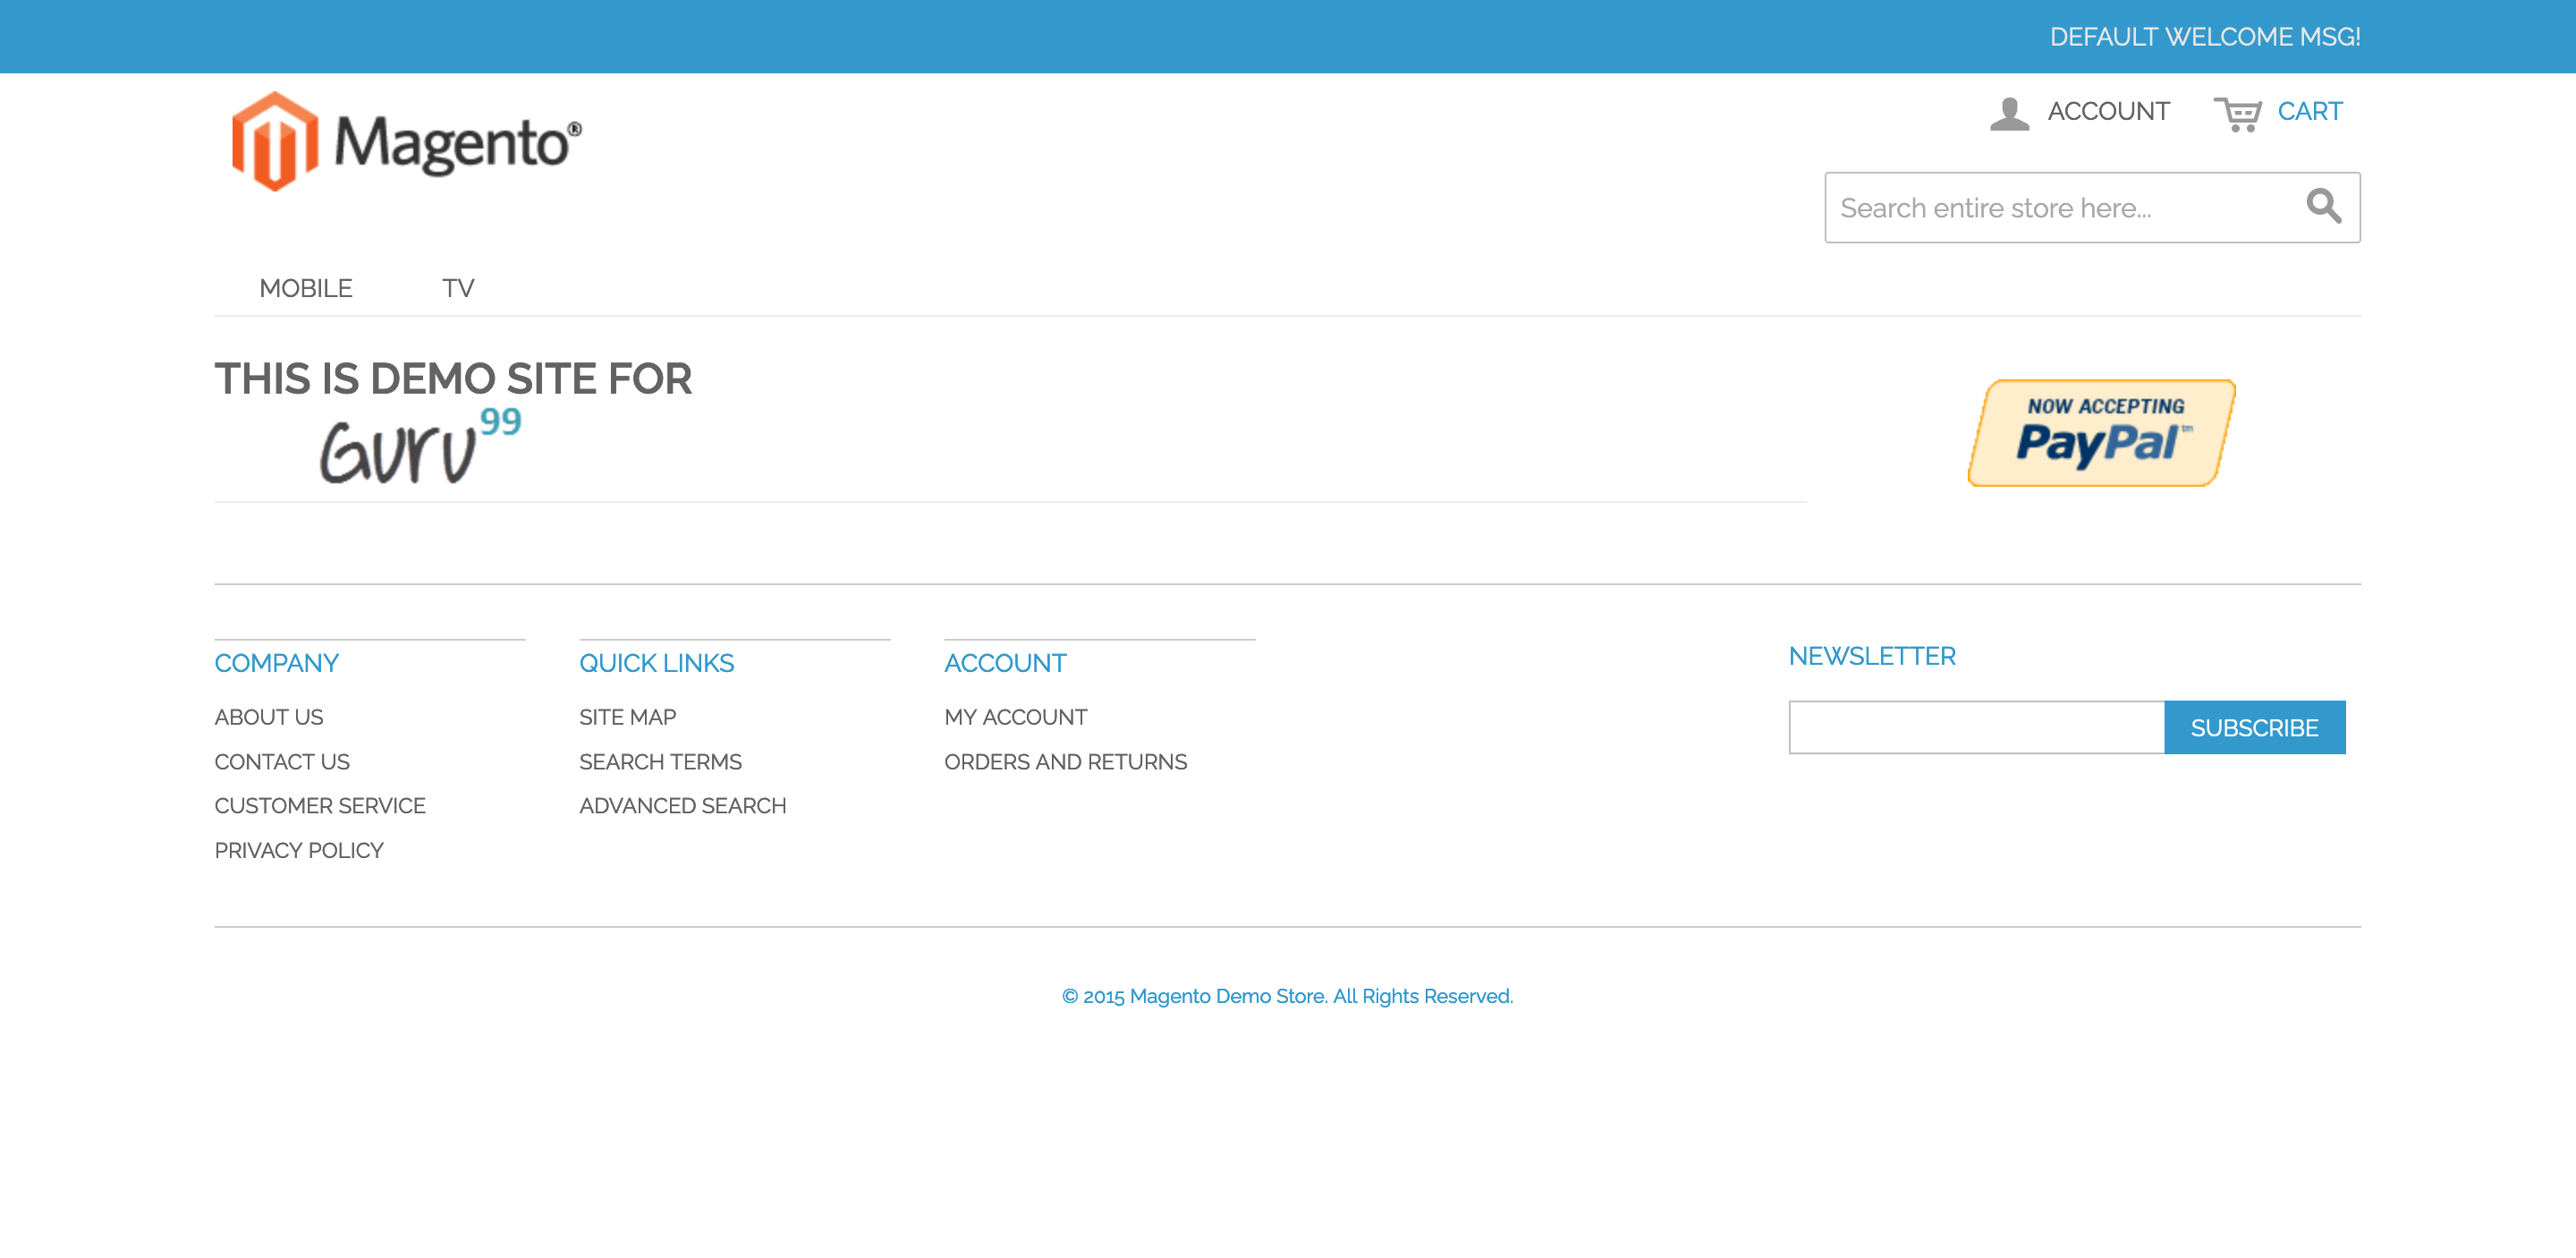 DEFAULT WELCOME MSG!
Magento®
ACCOUNT
CART
Search entire store here...
MOBILE
TV
THIS IS DEMO SITE FOR
Guru99
NOW ACCEPTING
PayPal™
COMPANY
ABOUT US
CONTACT US
CUSTOMER SERVICE
PRIVACY POLICY
QUICK LINKS
SITE MAP
SEARCH TERMS
ADVANCED SEARCH
ACCOUNT
MY ACCOUNT
ORDERS AND RETURNS
NEWSLETTER
SUBSCRIBE
© 2015 Magento Demo Store. All Rights Reserved.